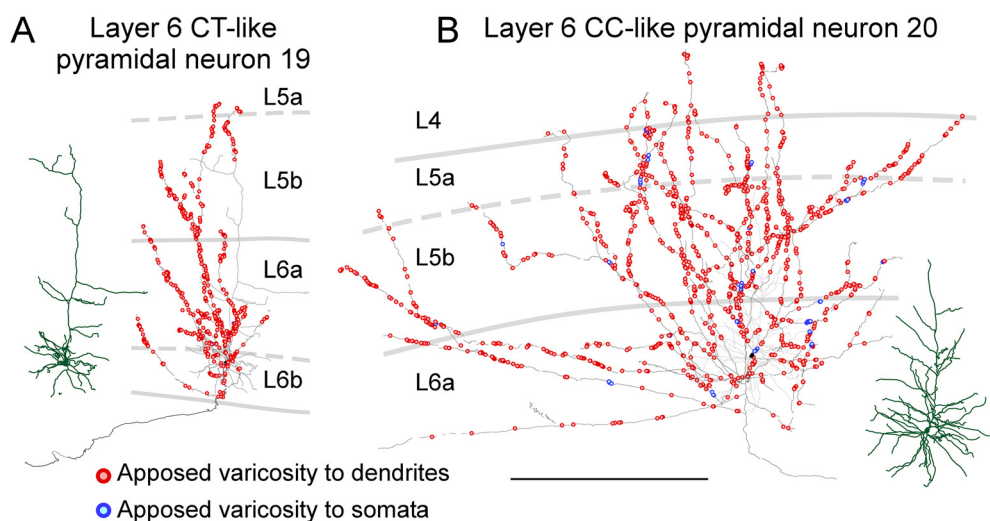 A
Layer 6 CT-like
pyramidal neuron 19
L5a
L5b
L6a
L6b
B Layer 6 CC-like pyramidal neuron 20
L4
L5a
L5b
L6a
Apposed varicosity to dendrites
Apposed varicosity to somata